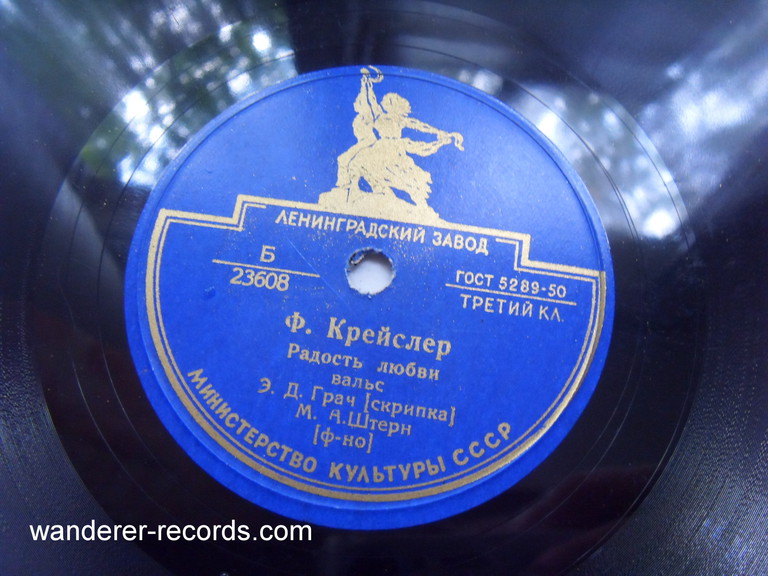 ЛЕНИНГРАДСКИЙ ЗАВОД
Б
23608
ГОСТ 5289-50
ТРЕТИЙ КЛ.
Ф. Крейслер
Радость любви
вальс
Э. Д. Грач [скрипка]
М. А.Штерн
[ф-но]
МИНИСТЕРСТВО КУЛЬТУРЫ СССР
wanderer-records.com